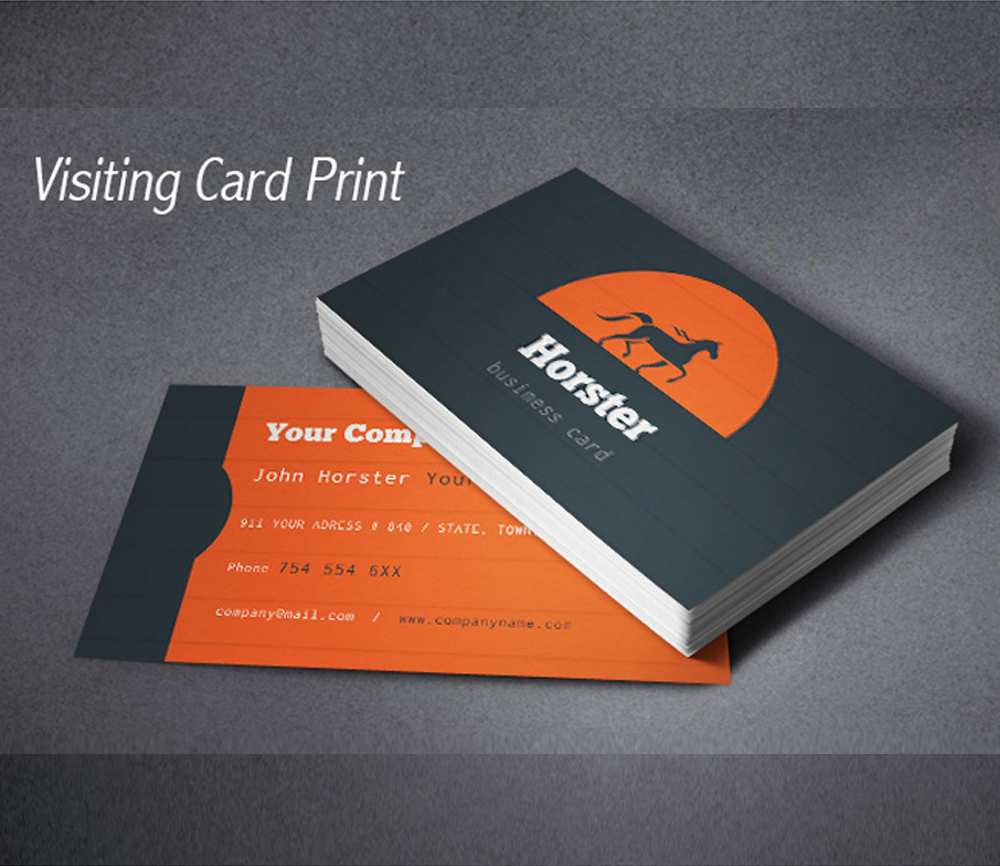 Visiting Card Print
Horster
business card
Your Comp
John Horster Your
911 YOUR ADRESS # 840 / STATE, TOWN
Phone 754 554 6XX
company@mail.com / www.companyname.com